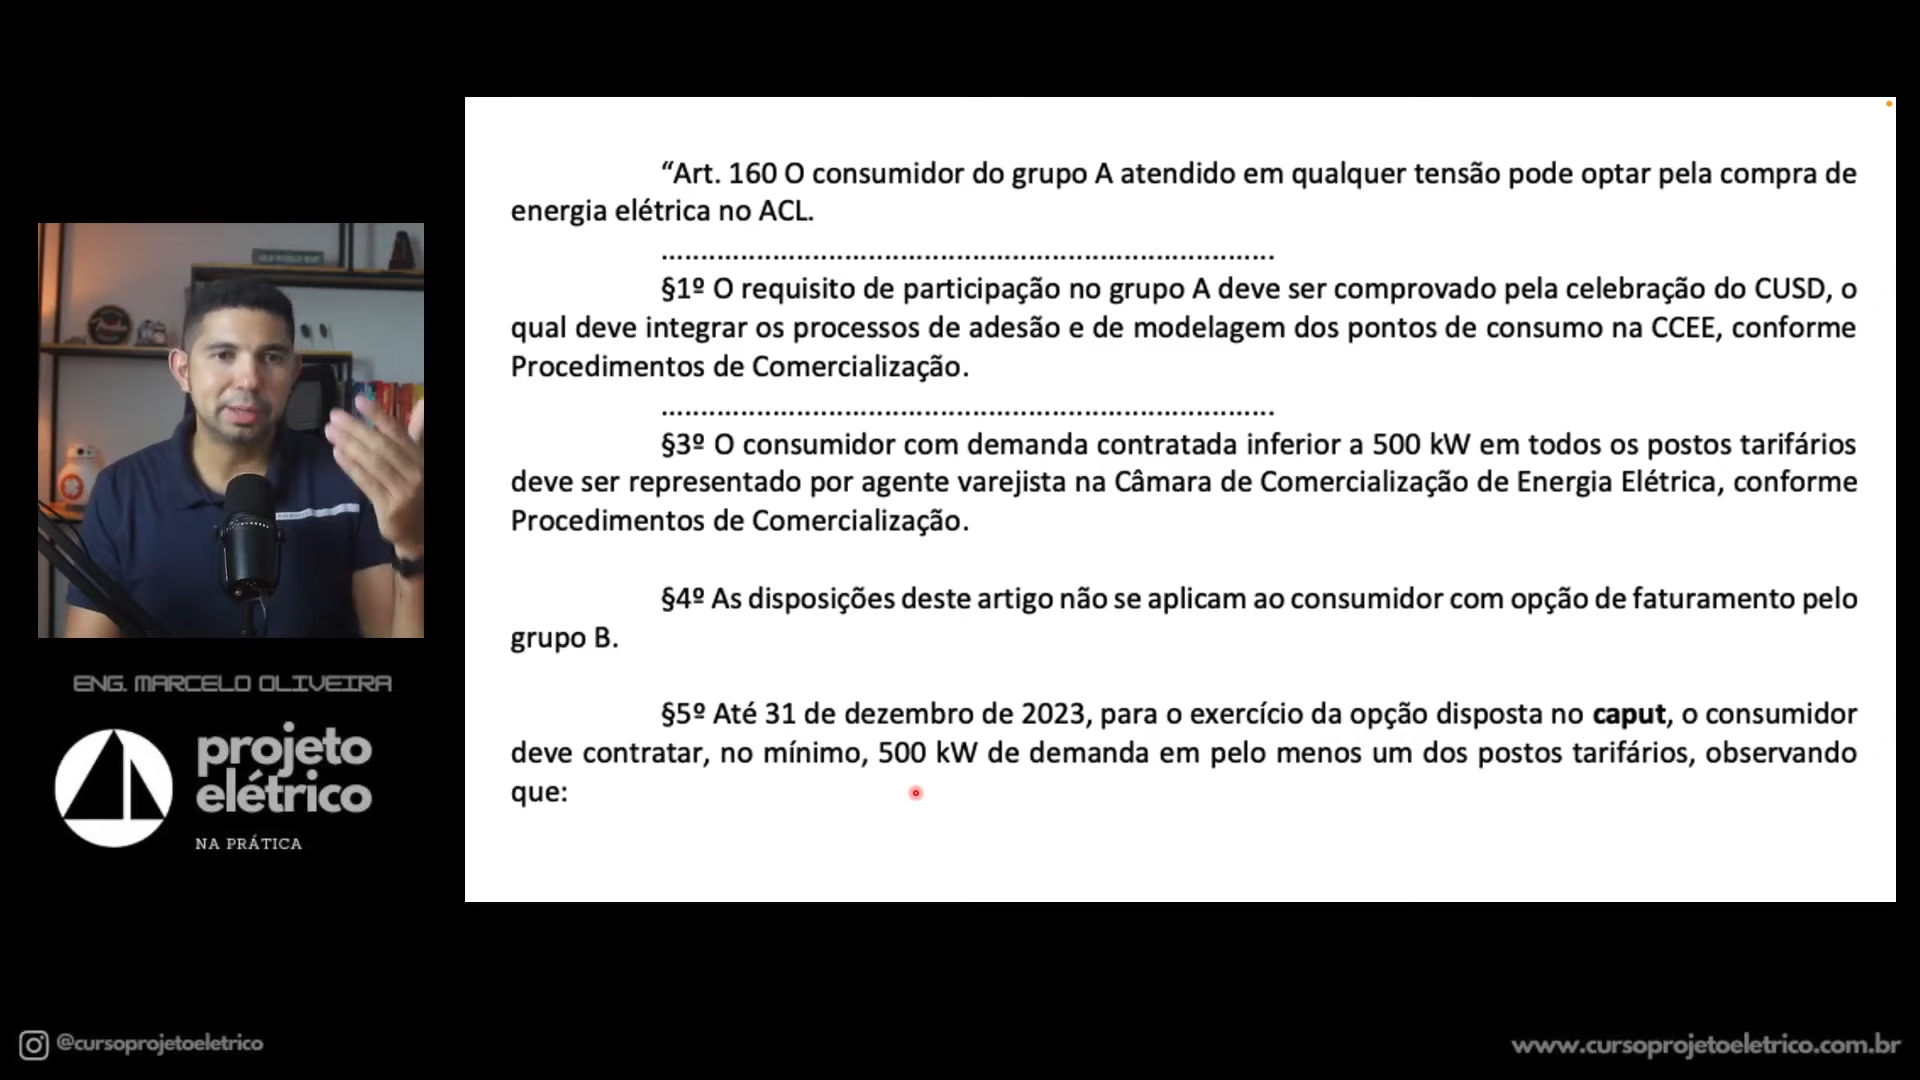 “Art. 160 O consumidor do grupo A atendido em qualquer tensão pode optar pela compra de
energia elétrica no ACL.
..............................................................................
§1º O requisito de participação no grupo A deve ser comprovado pela celebração do CUSD, o
qual deve integrar os processos de adesão e de modelagem dos pontos de consumo na CCEE, conforme
Procedimentos de Comercialização.
..............................................................................
§3º O consumidor com demanda contratada inferior a 500 kW em todos os postos tarifários
deve ser representado por agente varejista na Câmara de Comercialização de Energia Elétrica, conforme
Procedimentos de Comercialização.
§4º As disposições deste artigo não se aplicam ao consumidor com opção de faturamento pelo
grupo B.
§5º Até 31 de dezembro de 2023, para o exercício da opção disposta no caput, o consumidor
deve contratar, no mínimo, 500 kW de demanda em pelo menos um dos postos tarifários, observando
que:
Fender
ENG. MARCELO OLIVEIRA
projeto
elétrico
NA PRÁTICA
@cursoprojetoeletrico
www.cursoprojetoeletrico.com.br